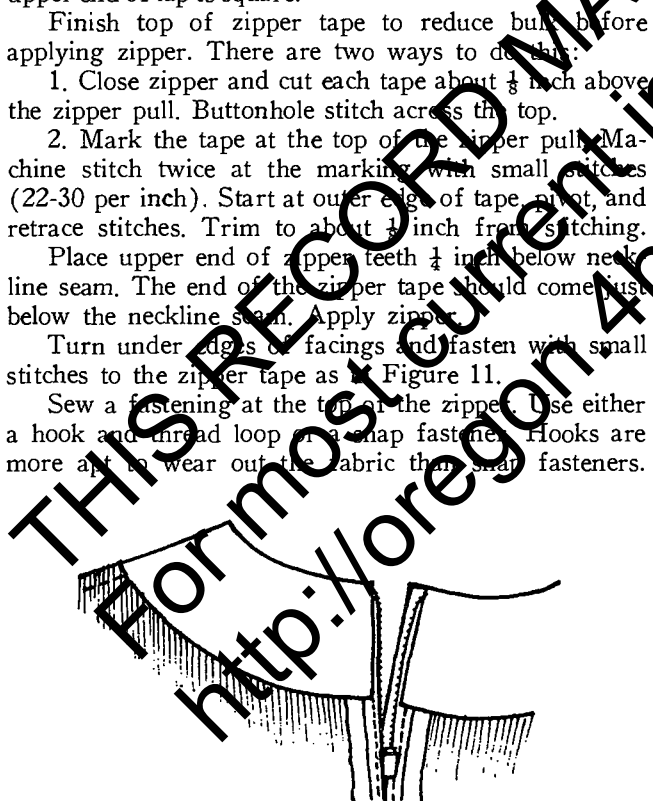 Finish top of zipper tape to reduce bulk before
applying zipper. There are two ways to do this:
1. Close zipper and cut each tape about ⅛ inch above
the zipper pull. Buttonhole stitch across the top.
2. Mark the tape at the top of the zipper pull. Ma-
chine stitch twice at the marking with small stitches
(22-30 per inch). Start at outer edge of tape, pivot, and
retrace stitches. Trim to about inch from stitching.
Place upper end of zipper teeth ¼ inch below neck-
line seam. The end of the zipper tape should come just
below the neckline seam. Apply zipper.
Turn under edges of facings and fasten with small
stitches to the zipper tape as in Figure 11.
Sew a fastening at the top of the zipper. Use either
a hook and thread loop or a snap fastener. Hooks are
more apt to wear out the fabric than snap fasteners.
THIS RECORD MA
For most current in
http://oregon.4h